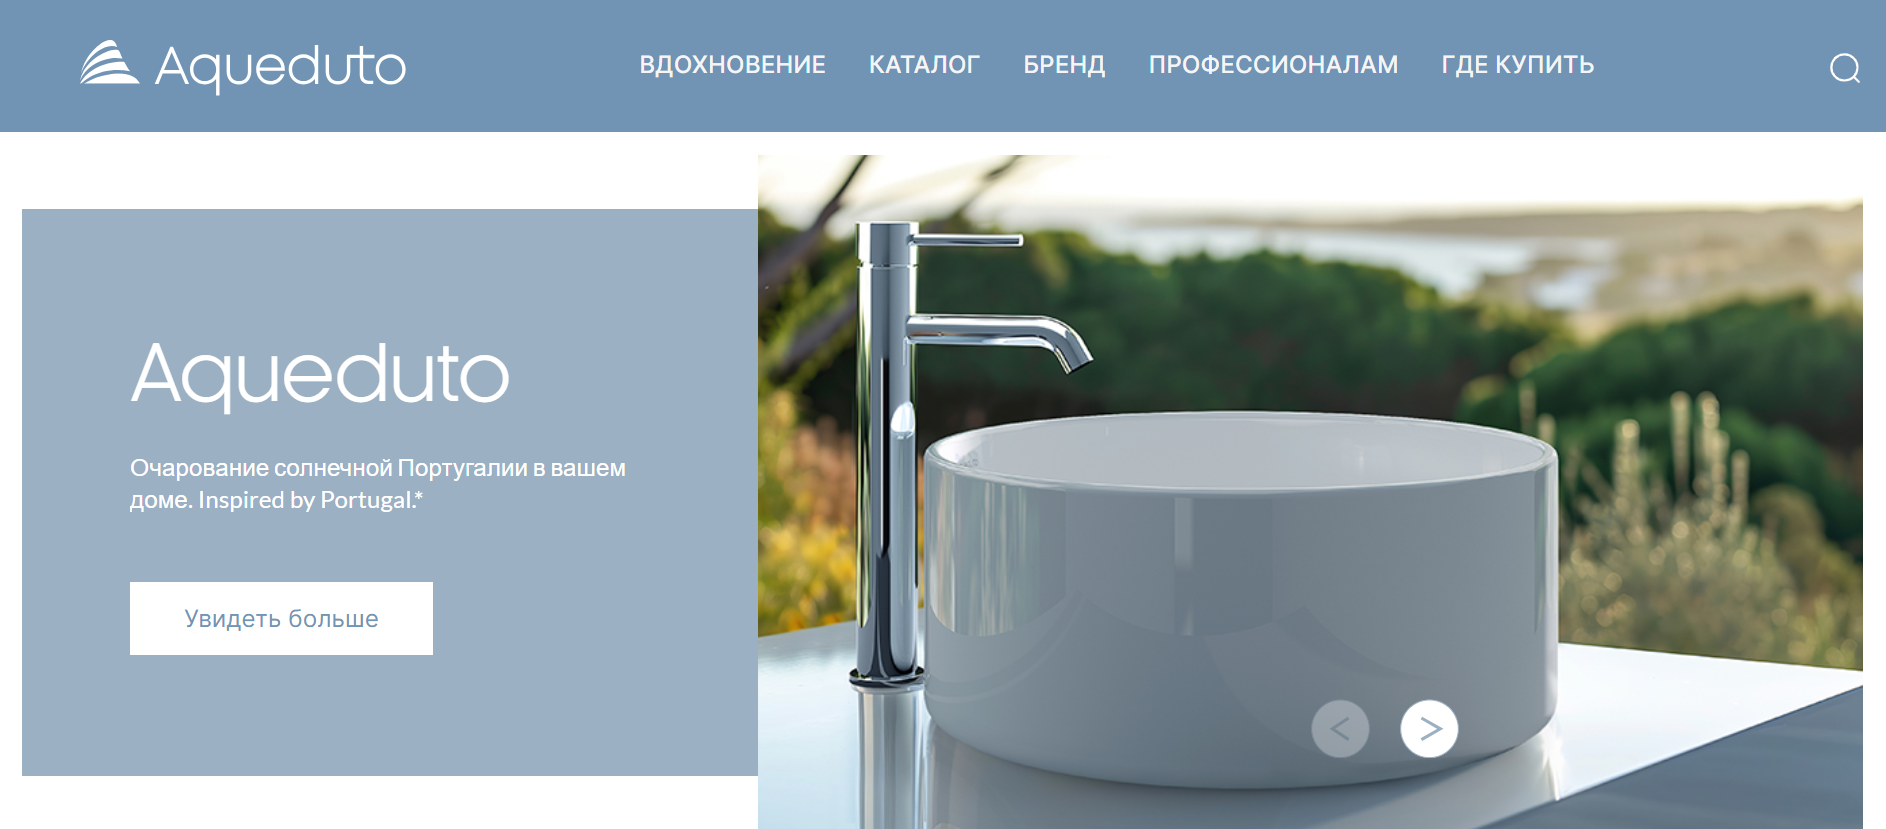 Aqueduto
ВДОХНОВЕНИЕ КАТАЛОГ БРЕНД ПРОФЕССИОНАЛАМ ГДЕ КУПИТЬ
Aqueduto
Очарование солнечной Португалии в вашем
доме. Inspired by Portugal.*
Увидеть больше